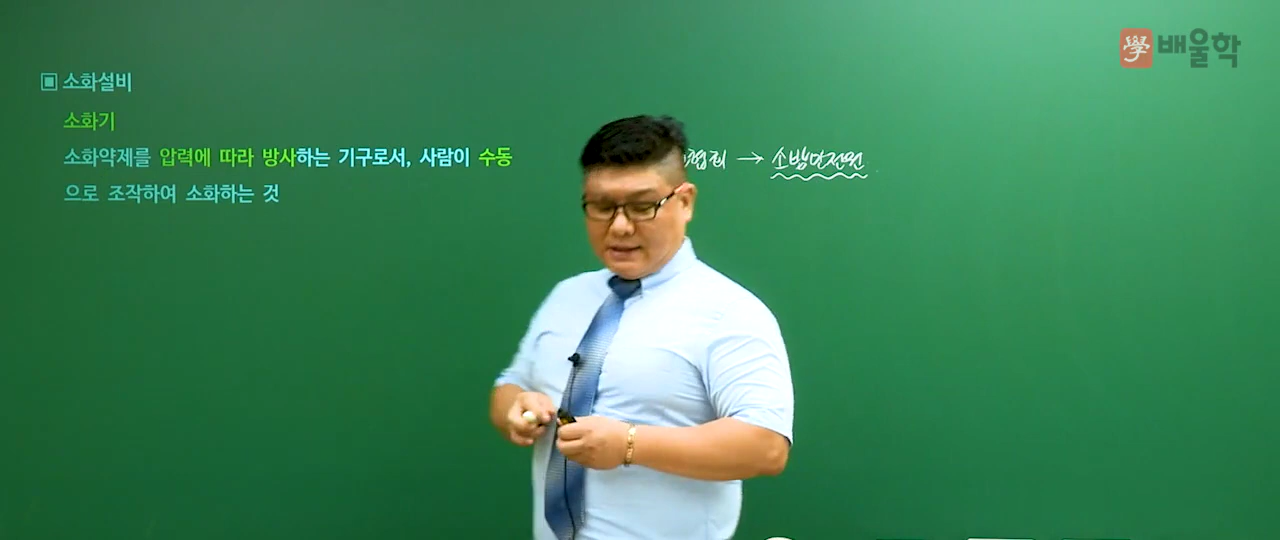 學 배울학
▣ 소화설비
소화기
소화약제를 압력에 따라 방사하는 기구로서, 사람이 수동
으로 조작하여 소화하는 것
협회 → 소방안전원